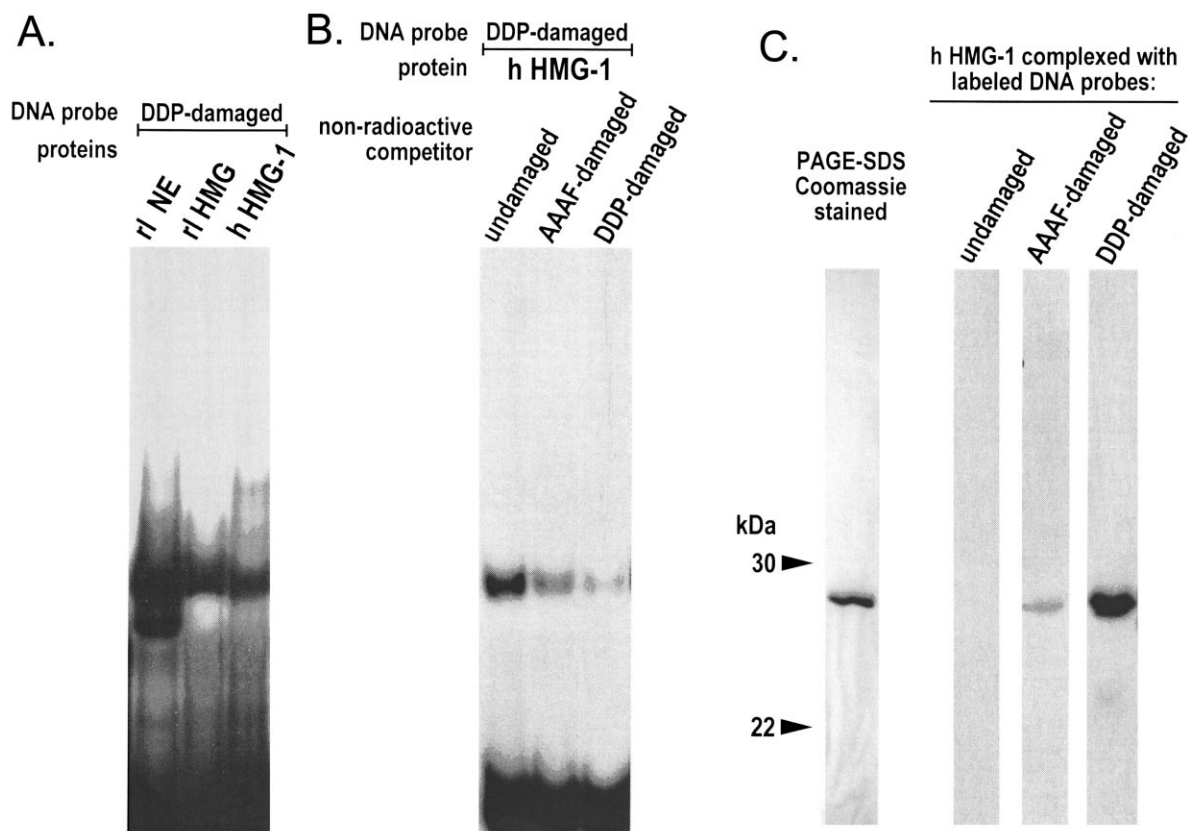 A.
DNA probe DDP-damaged
proteins
rl NE
rl HMG
h HMG-1
B.
DNA probe DDP-damaged
protein h HMG-1
non-radioactive
competitor
undamaged
AAAF-damaged
DDP-damaged
C.
h HMG-1 complexed with
labeled DNA probes:
PAGE-SDS
Coomassie
stained
undamaged
AAAF-damaged
DDP-damaged
kDa
30
22